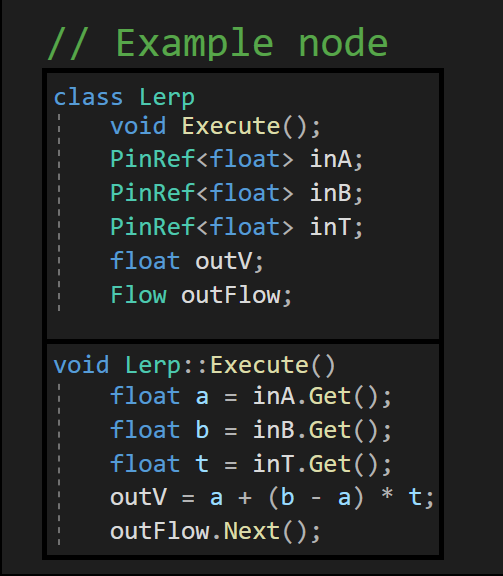 // Example node
class Lerp
void Execute();
PinRef<float> inA;
PinRef<float> inB;
PinRef<float> inT;
float outV;
Flow outFlow;
void Lerp::Execute()
float a = inA.Get();
float b = inB.Get();
float t = inT.Get();
outV = a + (b - a) * t;
outFlow.Next();